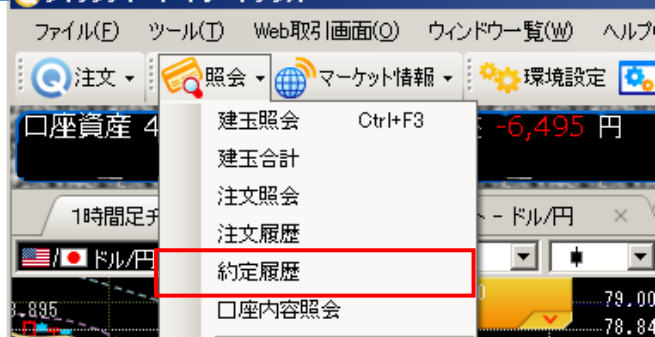 ファイル(F) ツール(T) Web取引画面(O) ウィンドウ一覧(W) ヘルプ
注文 照会 マーケット情報 環境設定
口座資産 4
-6,495 円
建玉照会 Ctrl+F3
建玉合計
注文照会
注文履歴
約定履歴
口座内容照会
1時間足チ
- ドル/円 ×
/ ドル/円
79.00
78.84